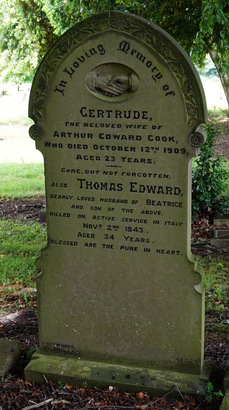 In Loving Memory of
GERTRUDE,
THE BELOVED WIFE OF
ARTHUR EDWARD COOK,
WHO DIED OCTOBER 12TH 1909,
AGED 23 YEARS.
GONE, BUT NOT FORGOTTEN.
ALSO THOMAS EDWARD,
DEARLY LOVED HUSBAND OF BEATRICE
AND SON OF THE ABOVE.
KILLED ON ACTIVE SERVICE IN ITALY
NOV. 2ND 1943.
AGED 34 YEARS.
BLESSED ARE THE PURE IN HEART.